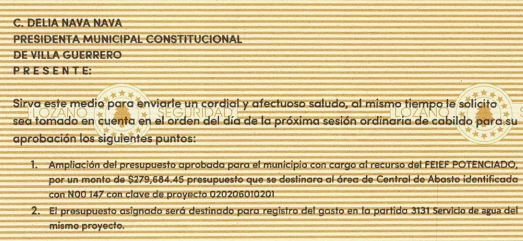 C. DELIA NAVA NAVA
PRESIDENTA MUNICIPAL CONSTITUCIONAL
DE VILLA GUERRERO
P R E S E N T E:
Sirva este medio para enviarle un cordial y afectuoso saludo, al mismo tiempo le solicito
sea tomado en cuenta en el orden del día de la próxima sesión ordinaria de cabildo para su
aprobación los siguientes puntos:
1. Ampliación del presupuesto aprobada para el municipio con cargo al recurso del FEIEF POTENCIADO,
por un monto de $279,684.45 presupuesto que se destinara al área de Central de Abasto identificada
con N00 147 con clave de proyecto 020206010201
2. El presupuesto asignado será destinado para registro del gasto en la partida 3131 Servicio de agua del
mismo proyecto.
LOZANO SEGURIDAD LOZANO